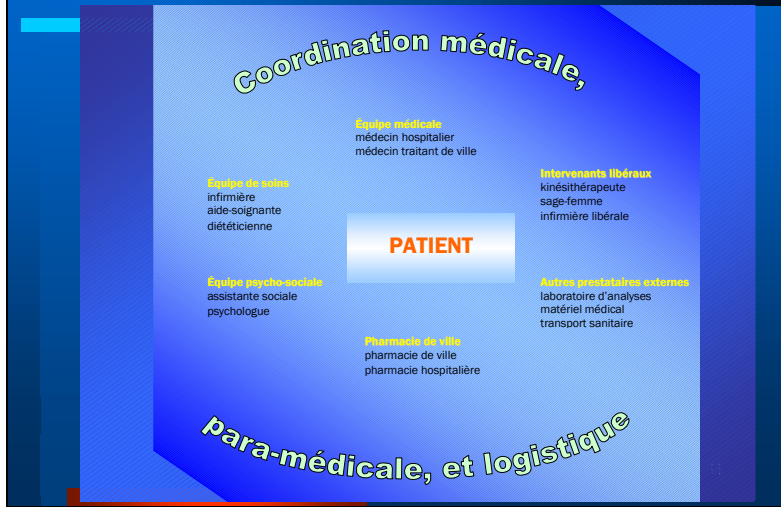 Coordination médicale,
Équipe médicale
médecin hospitalier
médecin traitant de ville
Équipe de soins
infirmière
aide-soignante
diététicienne
Intervenants libéraux
kinésithérapeute
sage-femme
infirmière libérale
PATIENT
Équipe psycho-sociale
assistante sociale
psychologue
Autres prestataires externes
laboratoire d'analyses
matériel médical
transport sanitaire
Pharmacie de ville
pharmacie de ville
pharmacie hospitalière
para-médicale, et logistique